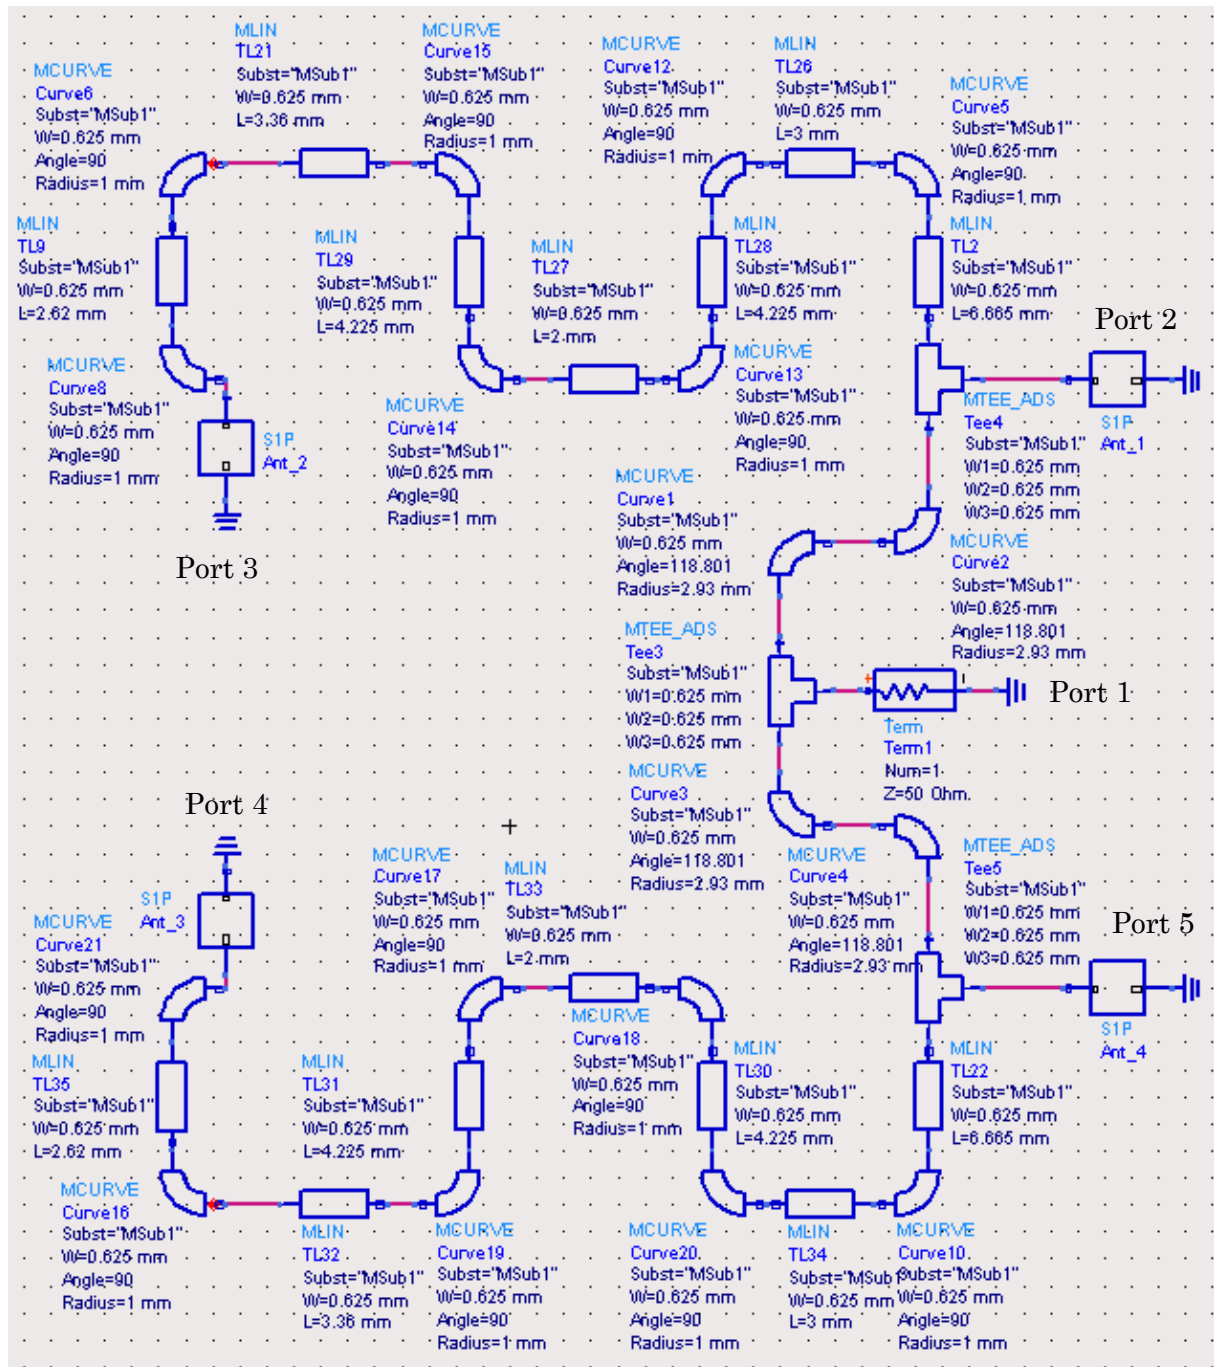 MLIN
TL21
Subst="MSub1"
W=0.625 mm
L=3.36 mm
MCURVE
Curve15
Subst="MSub1"
W=0.625 mm
Angle=90
Radius=1 mm
MCURVE
Curve12
Subst="MSub1"
W=0.625 mm
Angle=90
Radius=1 mm
MLIN
TL26
Subst="MSub1"
W=0.625 mm
L=3 mm
MCURVE
Curve6
Subst="MSub1"
W=0.625 mm
Angle=90
Radius=1 mm
MCURVE
Curve5
Subst="MSub1"
W=0.625 mm
Angle=90
Radius=1 mm
MLIN
TL9
Subst="MSub1"
W=0.625 mm
L=2.62 mm
MLIN
TL29
Subst="MSub1"
W=0.625 mm
L=4.225 mm
MLIN
TL27
Subst="MSub1"
W=0.625 mm
L=2 mm
MLIN
TL28
Subst="MSub1"
W=0.625 mm
L=4.225 mm
MLIN
TL2
Subst="MSub1"
W=0.625 mm
L=6.665 mm
Port 2
MCURVE
Curve8
Subst="MSub1"
W=0.625 mm
Angle=90
Radius=1 mm
S1P
Ant_2
Port 3
MCURVE
Curve14
Subst="MSub1"
W=0.625 mm
Angle=90
Radius=1 mm
MCURVE
Curve13
Subst="MSub1"
W=0.625 mm
Angle=90
Radius=1 mm
MTEE_ADS
Tee4
Subst="MSub1"
W1=0.625 mm
W2=0.625 mm
W3=0.625 mm
S1P
Ant_1
MCURVE
Curve1
Subst="MSub1"
W=0.625 mm
Angle=118.801
Radius=2.93 mm
MCURVE
Curve2
Subst="MSub1"
W=0.625 mm
Angle=118.801
Radius=2.93 mm
MTEE_ADS
Tee3
Subst="MSub1"
W1=0.625 mm
W2=0.625 mm
W3=0.625 mm
+
Port 1
Term
Term1
Num=1
Z=50 Ohm
MCURVE
Curve3
Subst="MSub1"
W=0.625 mm
Angle=118.801
Radius=2.93 mm
Port 4
S1P
Ant_3
MCURVE
Curve17
Subst="MSub1"
W=0.625 mm
Angle=90
Radius=1 mm
MLIN
TL33
Subst="MSub1"
W=0.625 mm
L=2 mm
MCURVE
Curve4
Subst="MSub1"
W=0.625 mm
Angle=118.801
Radius=2.93 mm
MTEE_ADS
Tee5
Subst="MSub1"
W1=0.625 mm
W2=0.625 mm
W3=0.625 mm
Port 5
S1P
Ant_4
MCURVE
Curve21
Subst="MSub1"
W=0.625 mm
Angle=90
Radius=1 mm
MCURVE
Curve18
Subst="MSub1"
W=0.625 mm
Angle=90
Radius=1 mm
MLIN
TL35
Subst="MSub1"
W=0.625 mm
L=2.62 mm
MLIN
TL31
Subst="MSub1"
W=0.625 mm
L=4.225 mm
MLIN
TL30
Subst="MSub1"
W=0.625 mm
L=4.225 mm
MLIN
TL22
Subst="MSub1"
W=0.625 mm
L=6.665 mm
MCURVE
Curve16
Subst="MSub1"
W=0.625 mm
Angle=90
Radius=1 mm
MLIN
TL32
Subst="MSub1"
W=0.625 mm
L=3.36 mm
MCURVE
Curve19
Subst="MSub1"
W=0.625 mm
Angle=90
Radius=1 mm
MCURVE
Curve20
Subst="MSub1"
W=0.625 mm
Angle=90
Radius=1 mm
MLIN
TL34
Subst="MSub1"
W=0.625 mm
L=3 mm
MCURVE
Curve10
Subst="MSub1"
W=0.625 mm
Angle=90
Radius=1 mm